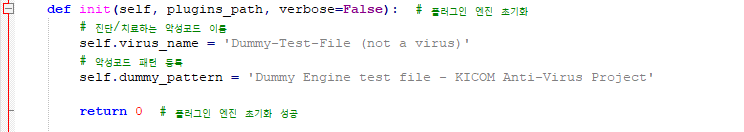 def init(self, plugins_path, verbose=False):  # 플러그인 엔진 초기화
# 진단/치료하는 악성코드 이름
self.virus_name = 'Dummy-Test-File (not a virus)'
# 악성코드 패턴 등록
self.dummy_pattern = 'Dummy Engine test file - KICOM Anti-Virus Project'
return 0  # 플러그인 엔진 초기화 성공